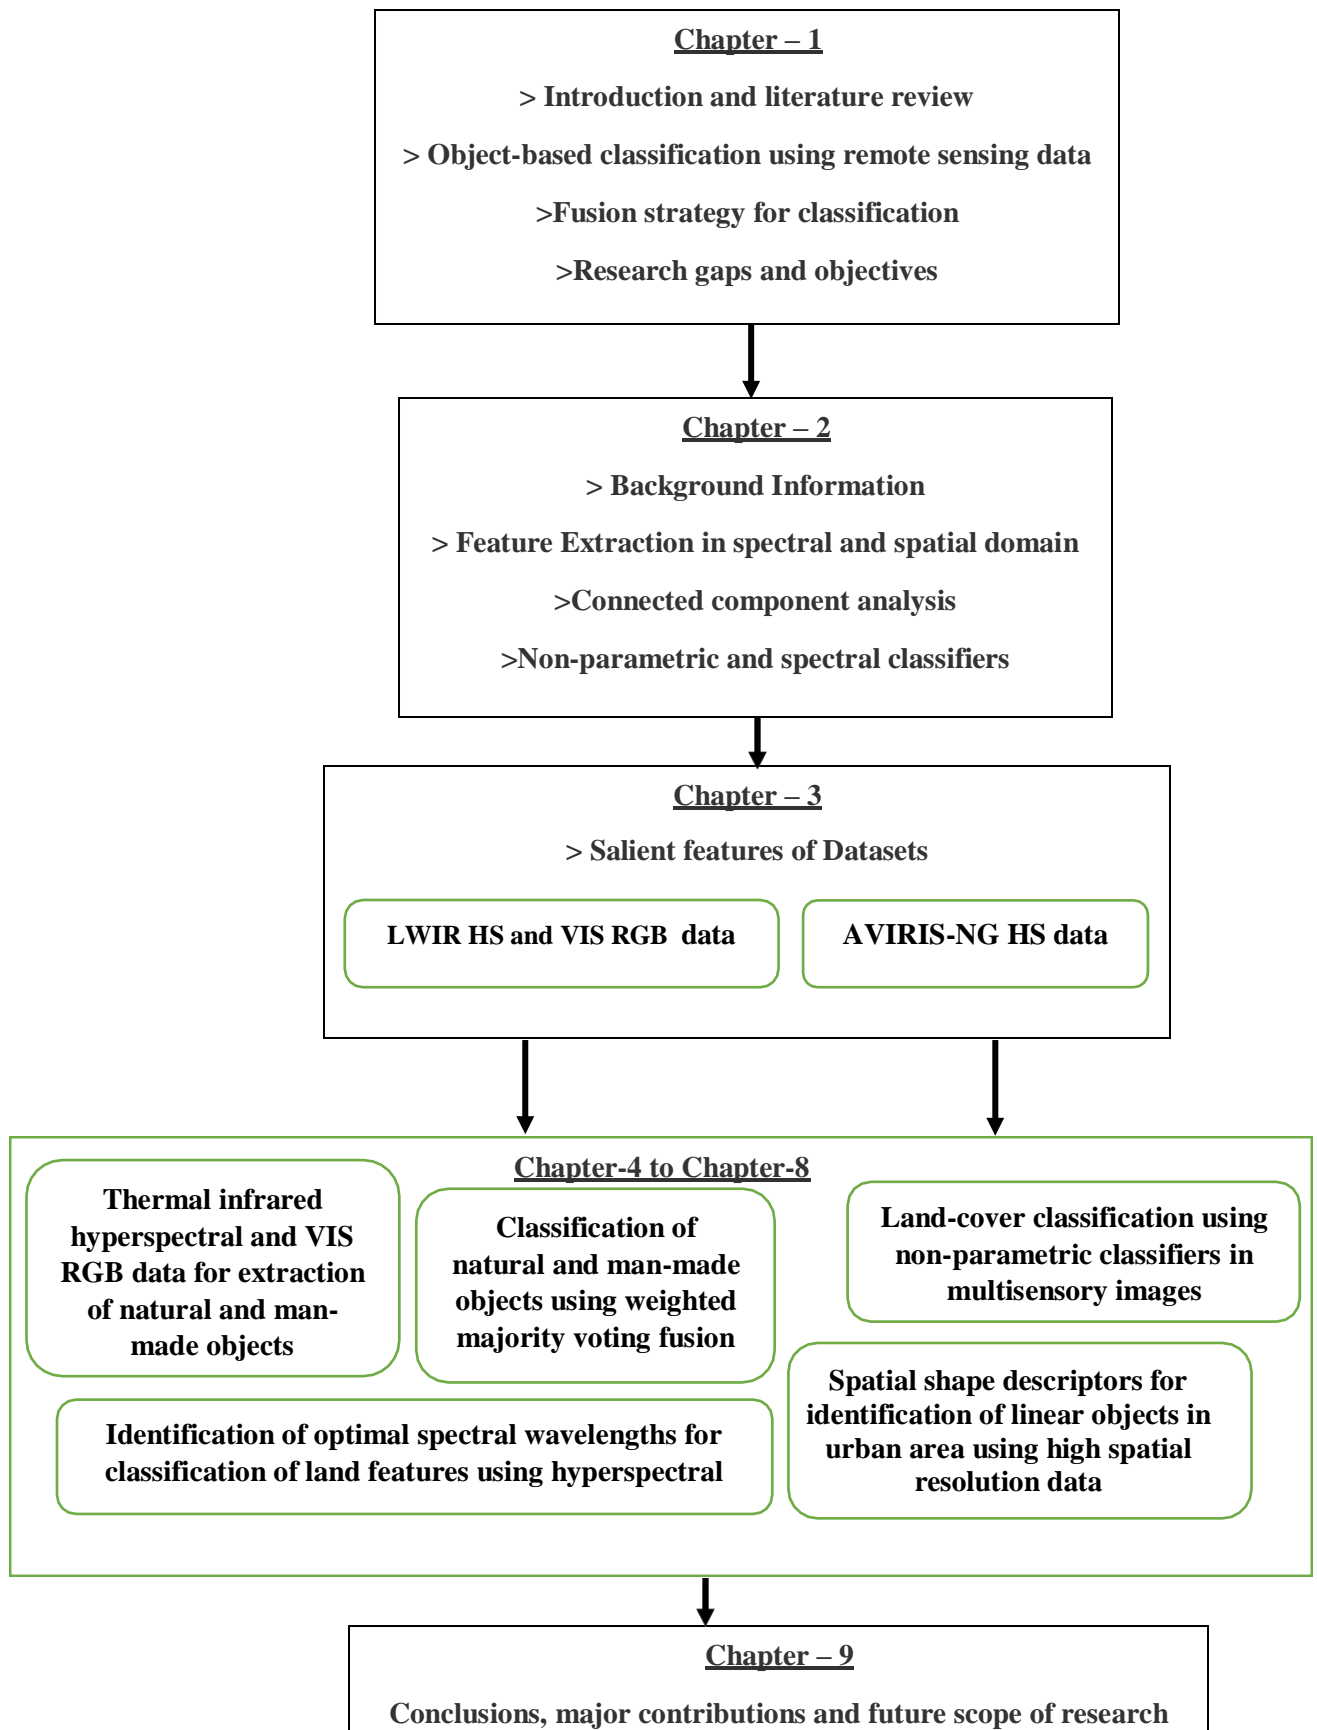 Chapter – 1
> Introduction and literature review
> Object-based classification using remote sensing data
>Fusion strategy for classification
>Research gaps and objectives
Chapter – 2
> Background Information
> Feature Extraction in spectral and spatial domain
>Connected component analysis
>Non-parametric and spectral classifiers
Chapter – 3
> Salient features of Datasets
LWIR HS and VIS RGB data
AVIRIS-NG HS data
Chapter-4 to Chapter-8
Thermal infrared
hyperspectral and VIS
RGB data for extraction
of natural and man-
made objects
Classification of
natural and man-made
objects using weighted
majority voting fusion
Land-cover classification using
non-parametric classifiers in
multisensory images
Identification of optimal spectral wavelengths for
classification of land features using hyperspectral
Spatial shape descriptors for
identification of linear objects in
urban area using high spatial
resolution data
Chapter – 9
Conclusions, major contributions and future scope of research